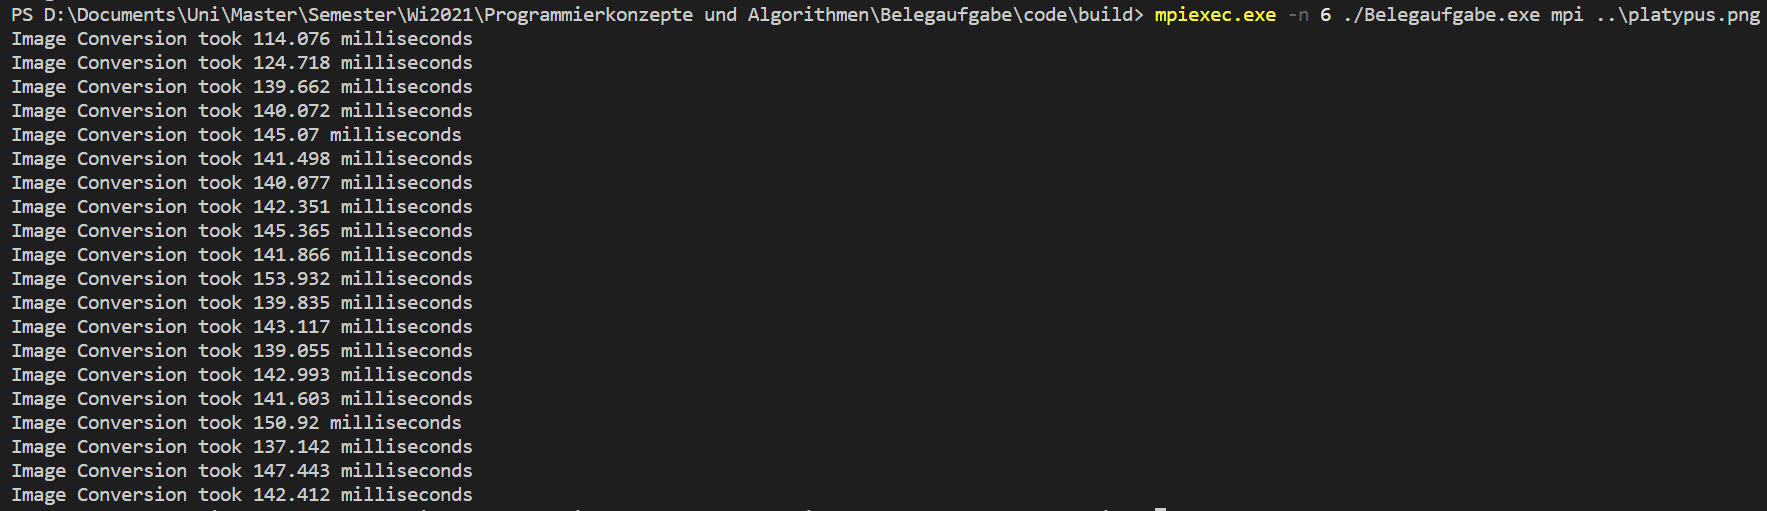 PS D:\Documents\Uni\Master\Semester\Wi2021\Programmierkonzepte und Algorithmen\Belegaufgabe\code\build> mpiexec.exe -n 6 ./Belegaufgabe.exe mpi ..\platypus.png
Image Conversion took 114.076 milliseconds
Image Conversion took 124.718 milliseconds
Image Conversion took 139.662 milliseconds
Image Conversion took 140.072 milliseconds
Image Conversion took 145.07 milliseconds
Image Conversion took 141.498 milliseconds
Image Conversion took 140.077 milliseconds
Image Conversion took 142.351 milliseconds
Image Conversion took 145.365 milliseconds
Image Conversion took 141.866 milliseconds
Image Conversion took 153.932 milliseconds
Image Conversion took 139.835 milliseconds
Image Conversion took 143.117 milliseconds
Image Conversion took 139.055 milliseconds
Image Conversion took 142.993 milliseconds
Image Conversion took 141.603 milliseconds
Image Conversion took 150.92 milliseconds
Image Conversion took 137.142 milliseconds
Image Conversion took 147.443 milliseconds
Image Conversion took 142.412 milliseconds